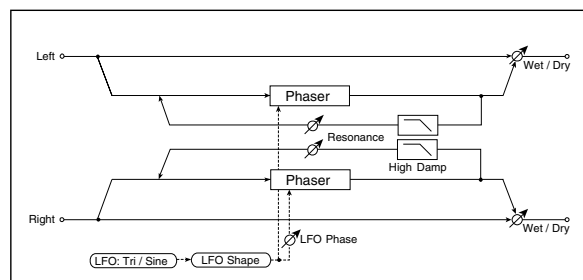 Left
Wet / Dry
Phaser
Resonance
High Damp
Phaser
Right
Wet / Dry
LFO Phase
LFO: Tri / Sine
LFO Shape